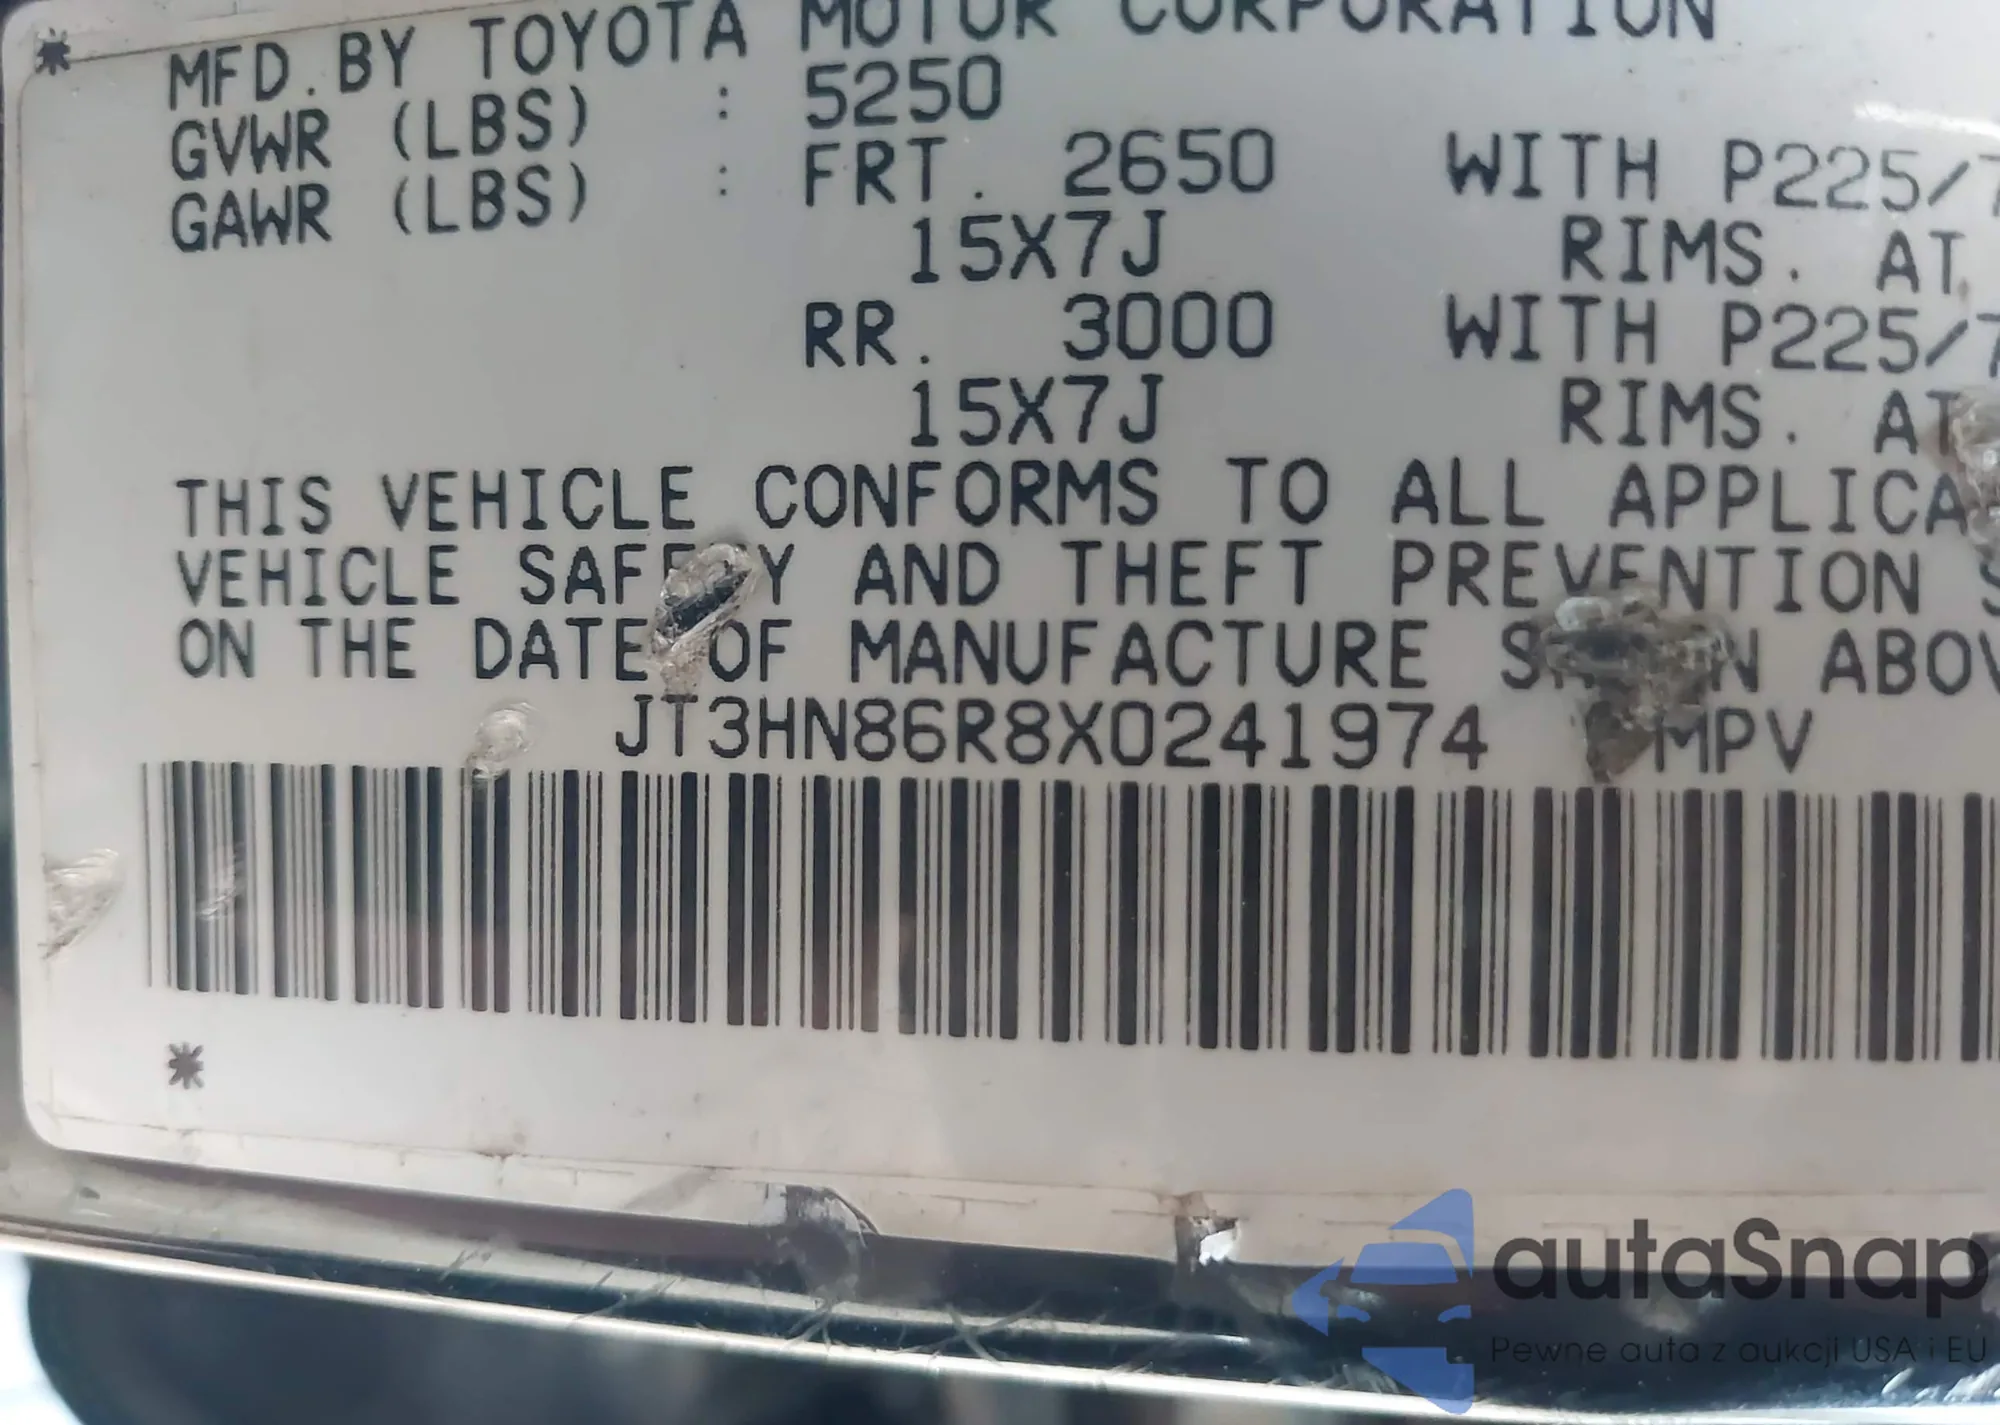 MFD. BY TOYOTA MOTOR CORPORATION
GVWR (LBS) : 5250
GAWR (LBS) : FRT. 2650 WITH P225/7
15X7J RIMS. AT
RR. 3000 WITH P225/7
15X7J RIMS. AT
THIS VEHICLE CONFORMS TO ALL APPLICA
VEHICLE AND THEFT PREVENTION S
ON THE DATE OF MANUFACTURE ABOV
JT3HN86R8X0241974 MPV
autaSnap
Pewne auta z aukcji USA i EU